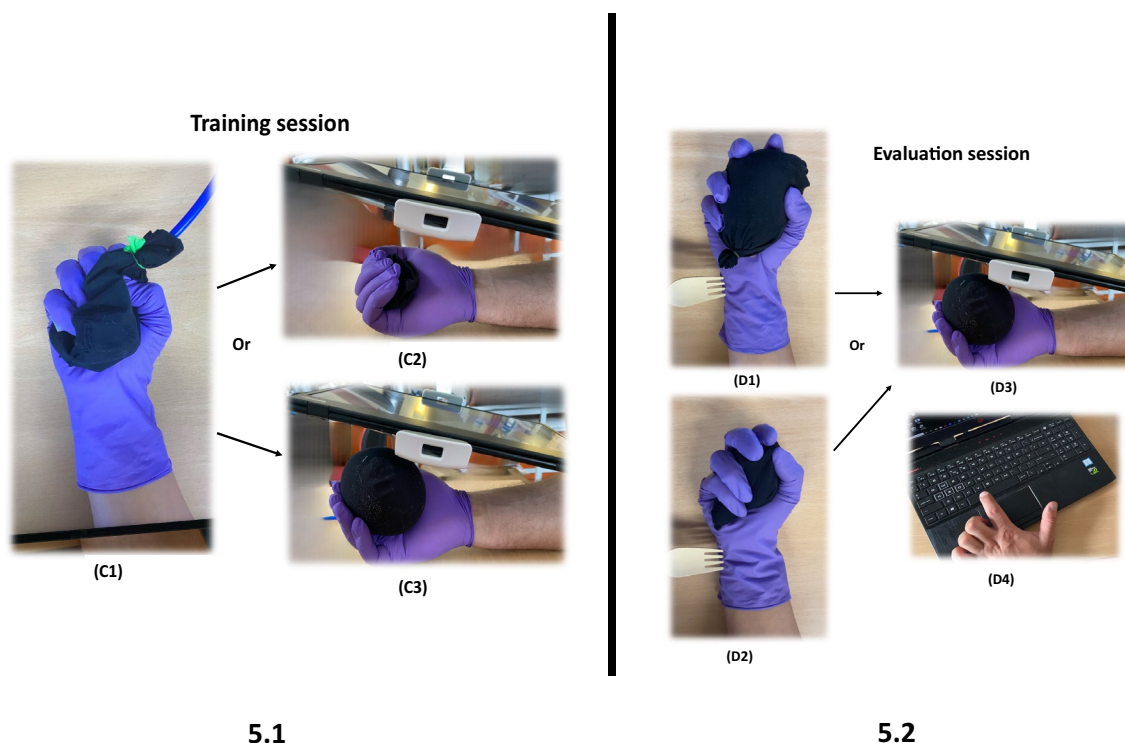 Training session
Or
(C1)
(C2)
(C3)
5.1
Evaluation session
Or
(D1)
(D2)
(D3)
(D4)
5.2